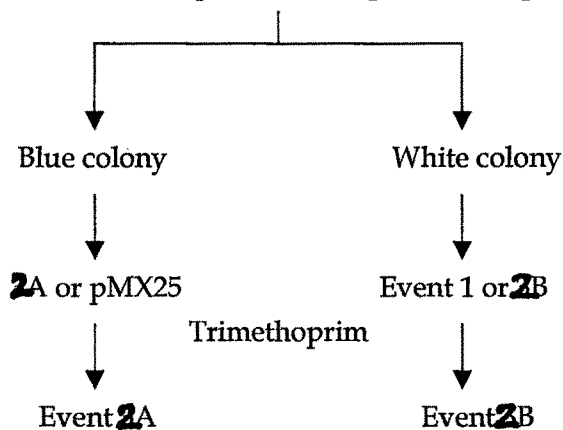 Blue colony White colony
2A or pMX25 Event 1 or 2B
Trimethoprim
Event 2A Event 2B